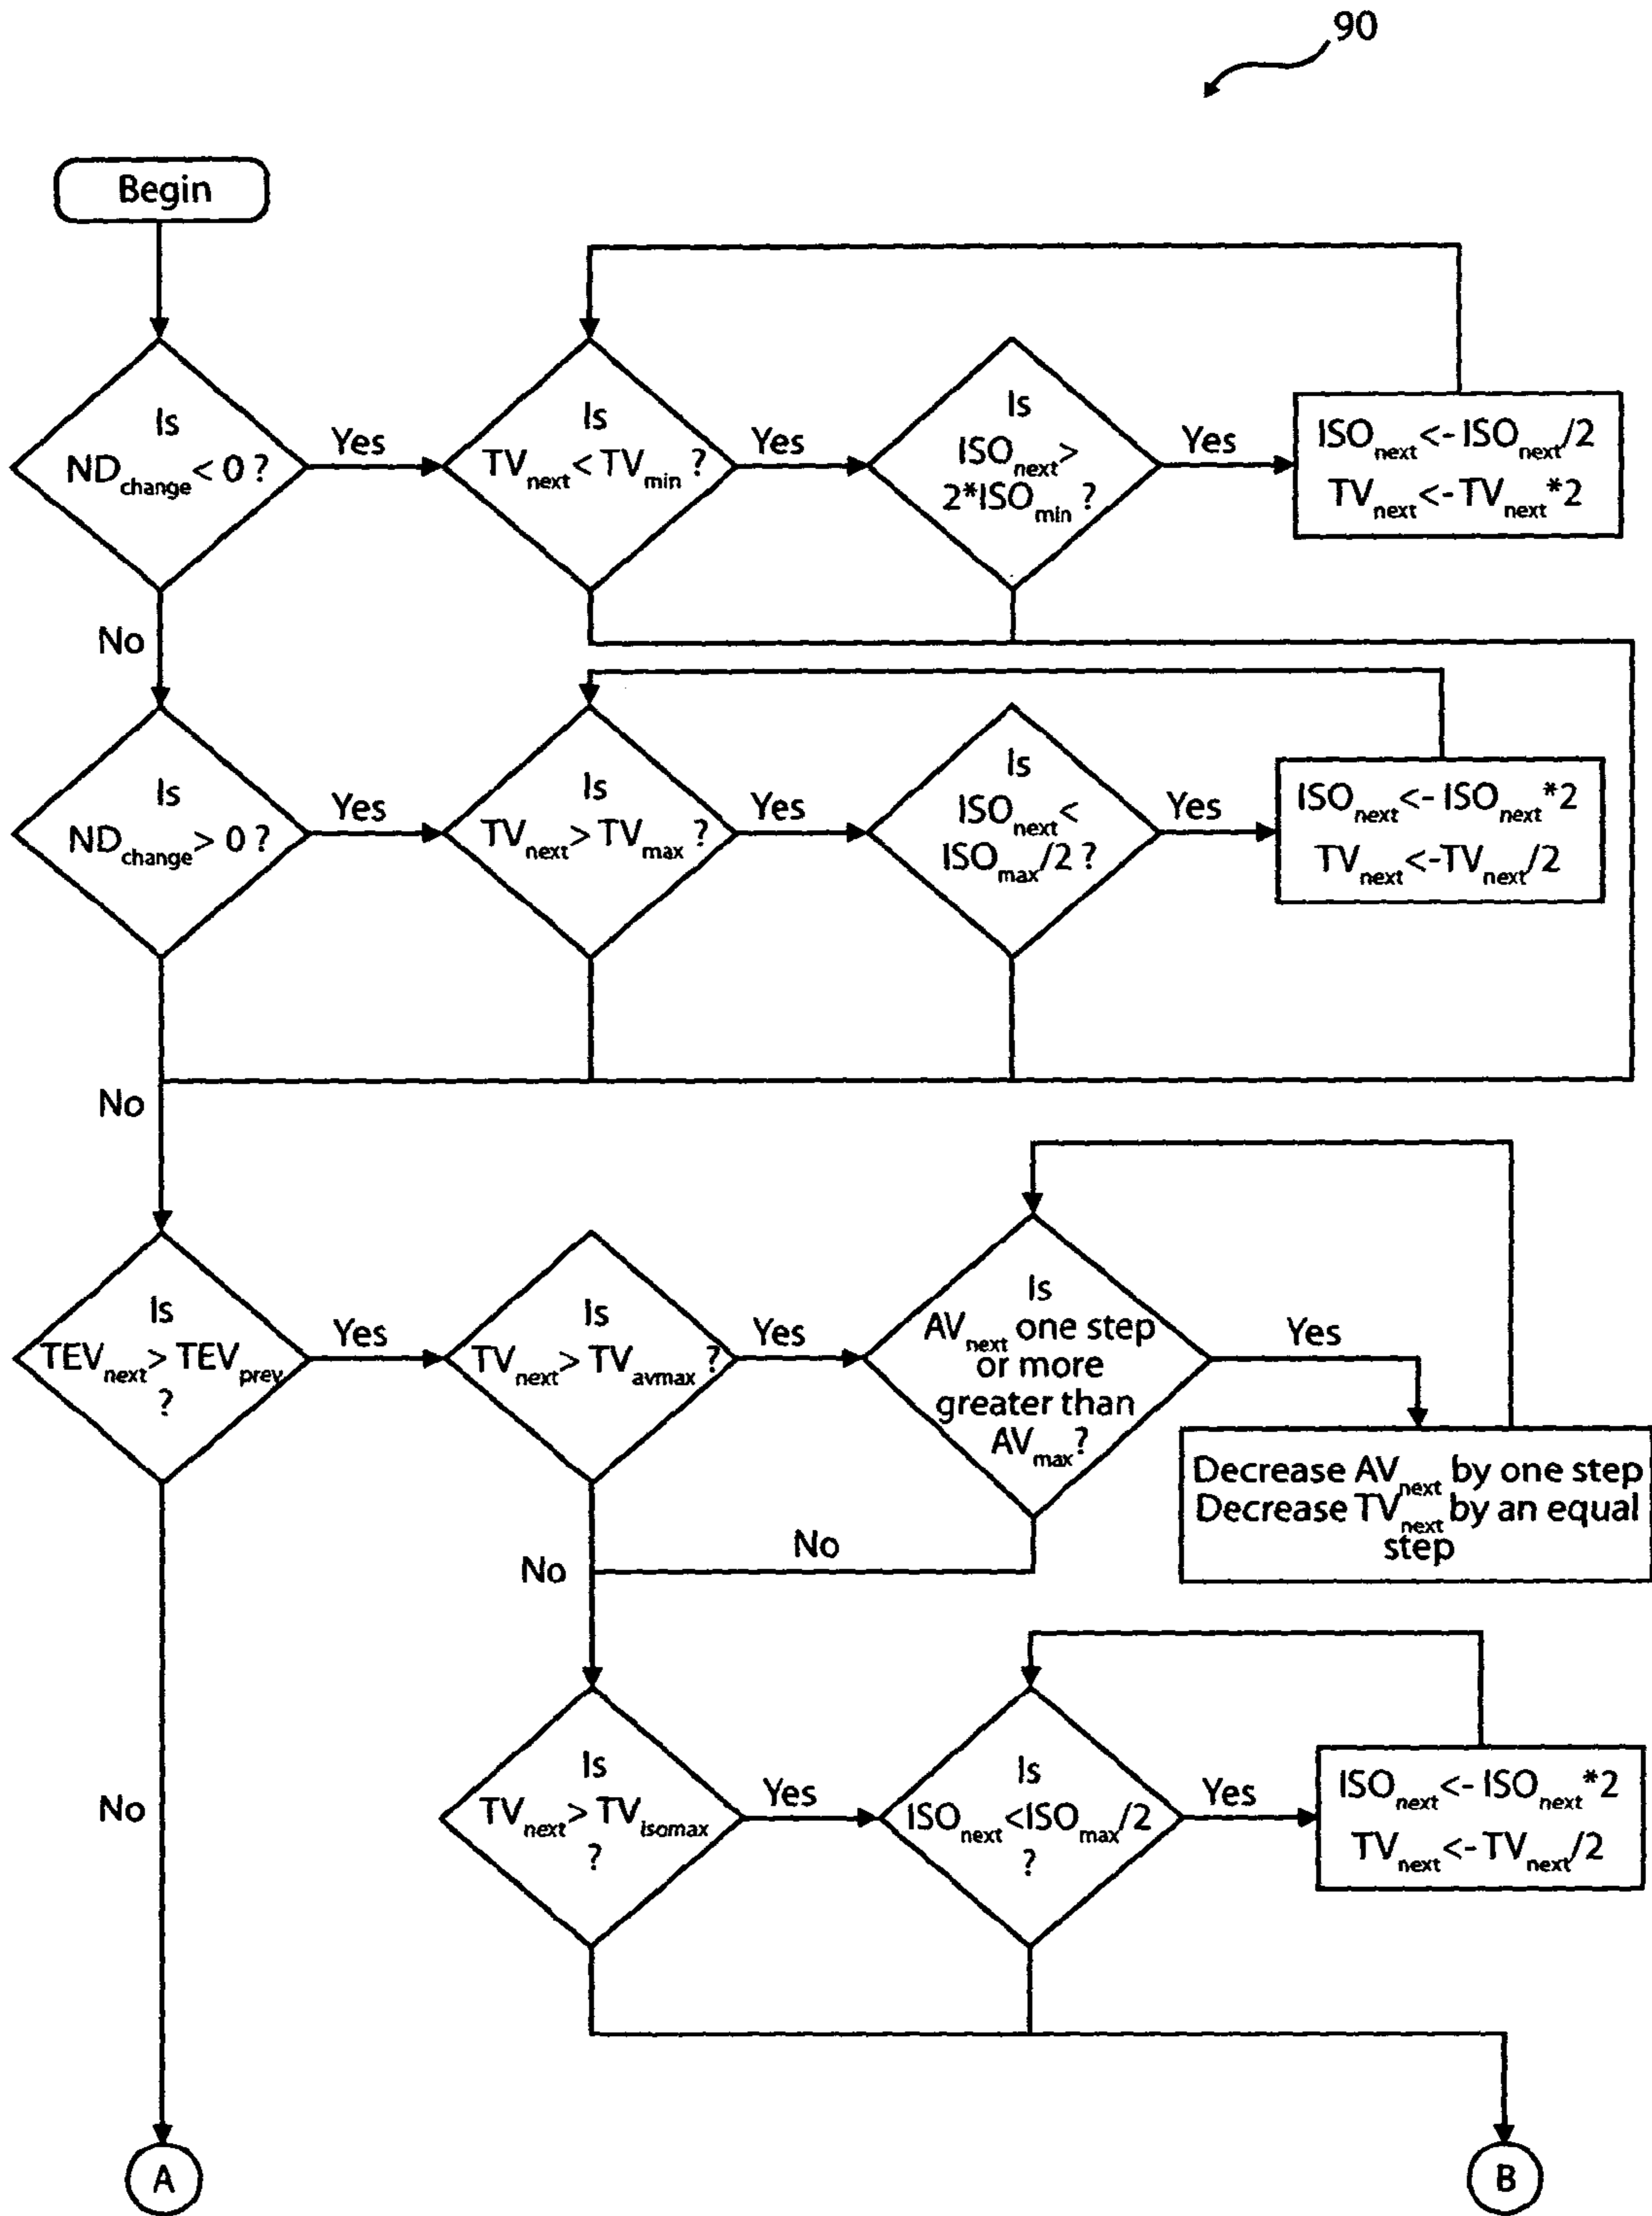 90
Begin
Is
ND_change < 0 ?
Yes
Is
TV_next < TV_min ?
Yes
Is
ISO_next >
2*ISO_min ?
Yes
ISO_next <- ISO_next/2
TV_next <- TV_next*2
No
Is
ND_change > 0 ?
Yes
Is
TV_next > TV_max ?
Yes
Is
ISO_next <
ISO_max/2 ?
Yes
ISO_next <- ISO_next*2
TV_next <- TV_next/2
No
Is
TEV_next > TEV_prev
?
Yes
Is
TV_next > TV_avmax ?
Yes
Is
AV_next one step
or more
greater than
AV_max ?
Yes
Decrease AV_next by one step
Decrease TV_next by an equal
step
No
No
Is
TV_next > TV_isomax
?
Yes
Is
ISO_next < ISO_max/2
?
Yes
ISO_next <- ISO_next*2
TV_next <- TV_next/2
No
A
B